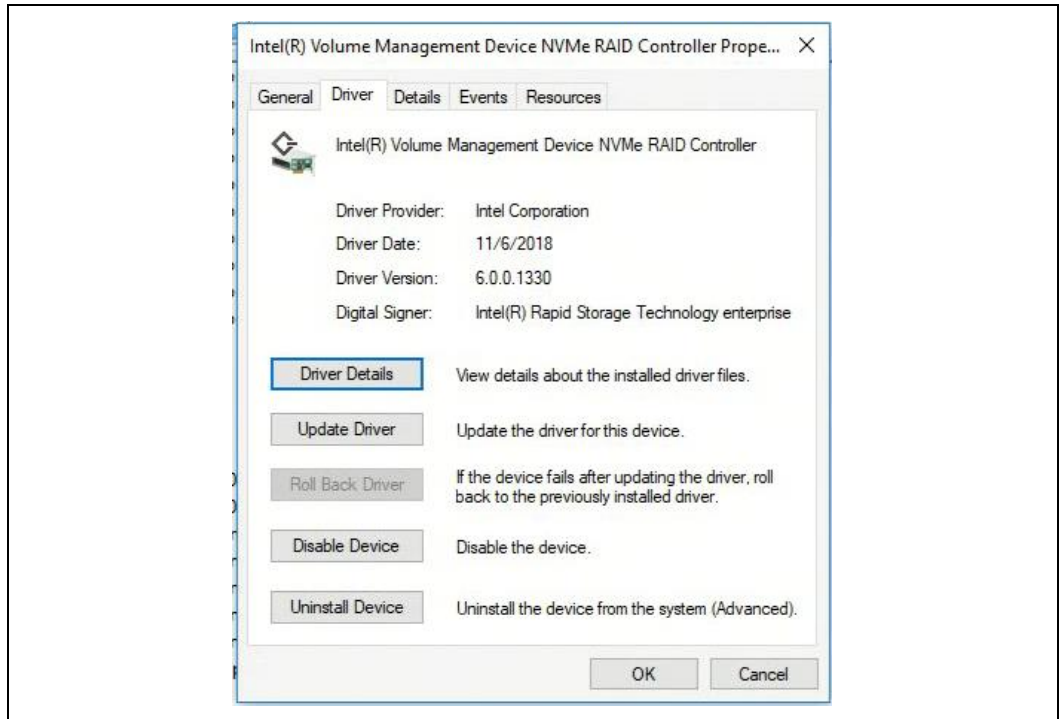 Intel(R) Volume Management Device NVMe RAID Controller Prope...
General Driver Details Events Resources
Intel(R) Volume Management Device NVMe RAID Controller
Driver Provider: Intel Corporation
Driver Date: 11/6/2018
Driver Version: 6.0.0.1330
Digital Signer: Intel(R) Rapid Storage Technology enterprise
Driver Details View details about the installed driver files.
Update Driver Update the driver for this device.
Roll Back Driver If the device fails after updating the driver, roll
back to the previously installed driver.
Disable Device Disable the device.
Uninstall Device Uninstall the device from the system (Advanced).
OK Cancel